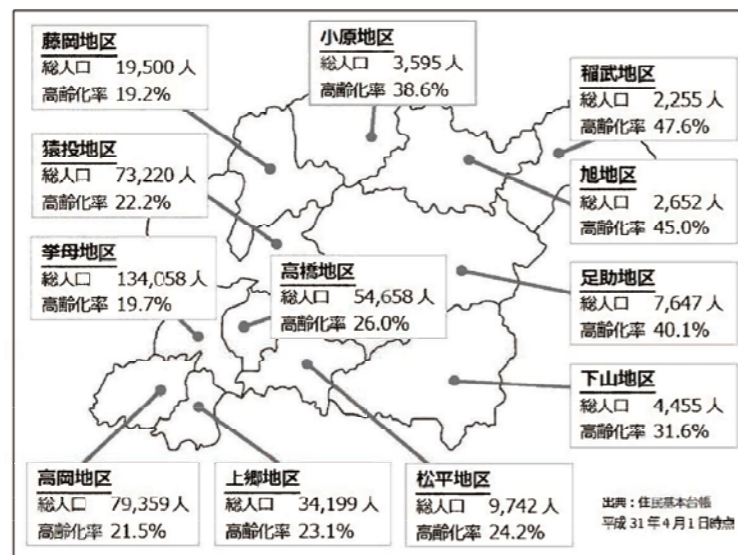 藤岡地区
総人口 19,500 人
高齢化率 19.2%
小原地区
総人口 3,595 人
高齢化率 38.6%
稲武地区
総人口 2,255 人
高齢化率 47.6%
猿投地区
総人口 73,220 人
高齢化率 22.2%
旭地区
総人口 2,652 人
高齢化率 45.0%
挙母地区
総人口 134,058 人
高齢化率 19.7%
高橋地区
総人口 54,658 人
高齢化率 26.0%
足助地区
総人口 7,647 人
高齢化率 40.1%
下山地区
総人口 4,455 人
高齢化率 31.6%
高岡地区
総人口 79,359 人
高齢化率 21.5%
上郷地区
総人口 34,199 人
高齢化率 23.1%
松平地区
総人口 9,742 人
高齢化率 24.2%
出典：住民基本台帳
平成 31 年 4 月 1 日時点